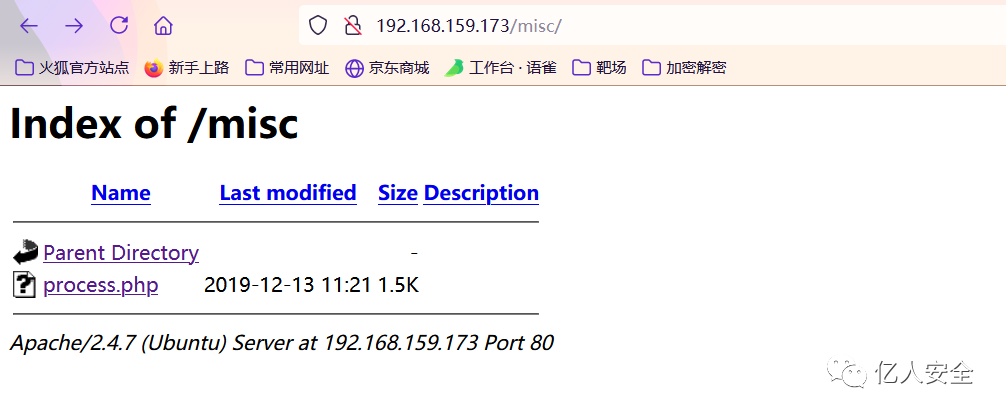 192.168.159.173/misc/
火狐官方站点 新手上路 常用网址 京东商城 工作台 · 语雀 靶场 加密解密
Index of /misc
Name Last modified Size Description
Parent Directory -
process.php 2019-12-13 11:21 1.5K
Apache/2.4.7 (Ubuntu) Server at 192.168.159.173 Port 80
亿人安全